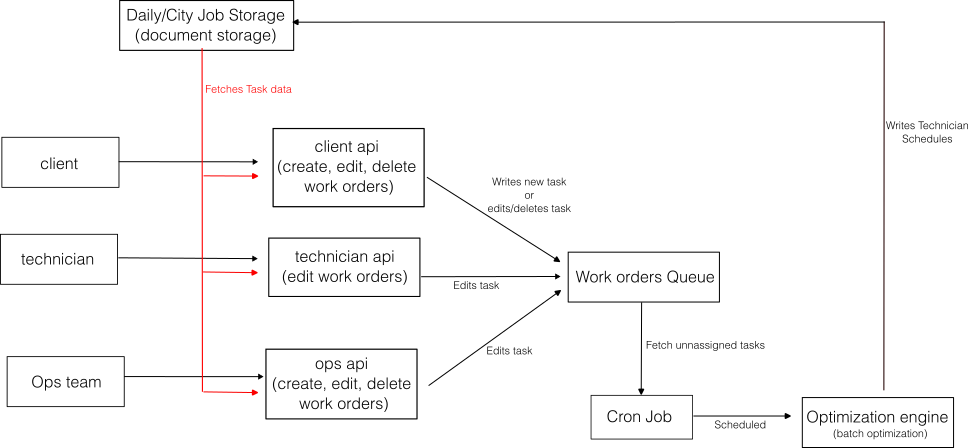 Daily/City Job Storage
(document storage)
Fetches Task data
Writes Technician
Schedules
client
client api
(create, edit, delete
work orders)
Writes new task
or
edits/deletes task
technician
technician api
(edit work orders)
Edits task
Work orders Queue
Ops team
ops api
(create, edit, delete
work orders)
Edits task
Fetch unnassigned tasks
Cron Job
Scheduled
Optimization engine
(batch optimization)